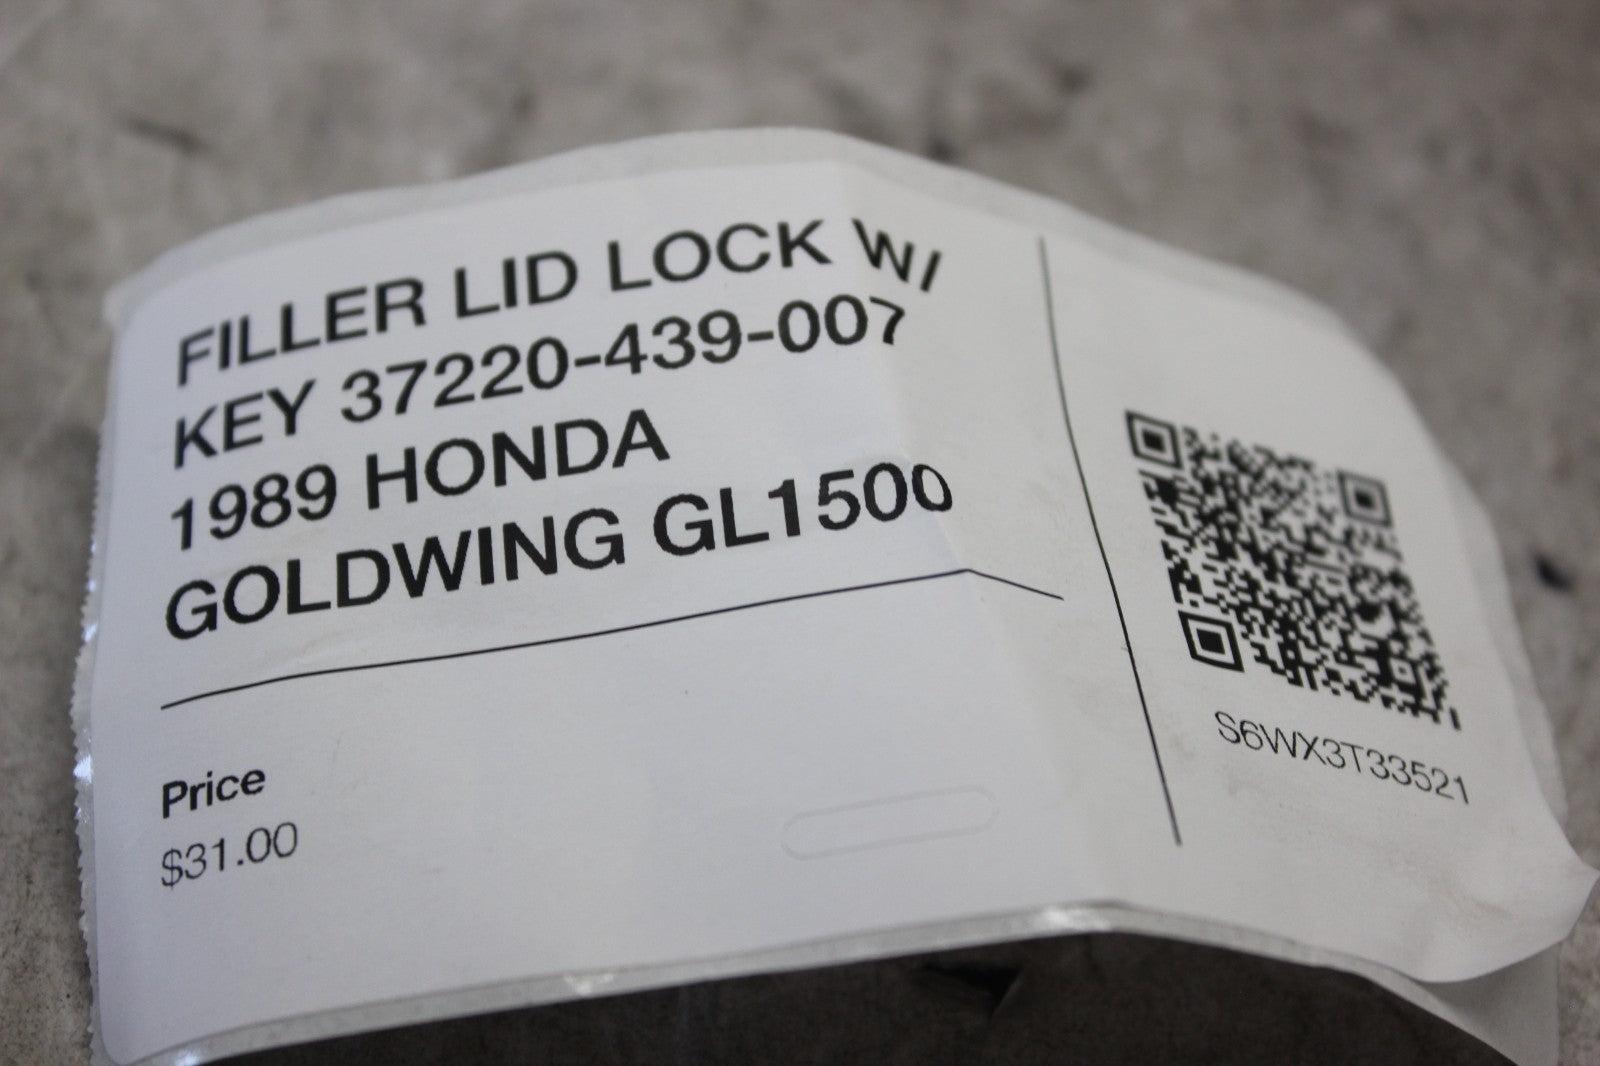 FILLER LID LOCK W/
KEY 37220-439-007
1989 HONDA
GOLDWING GL1500
Price
$31.00
S6WX3T33521